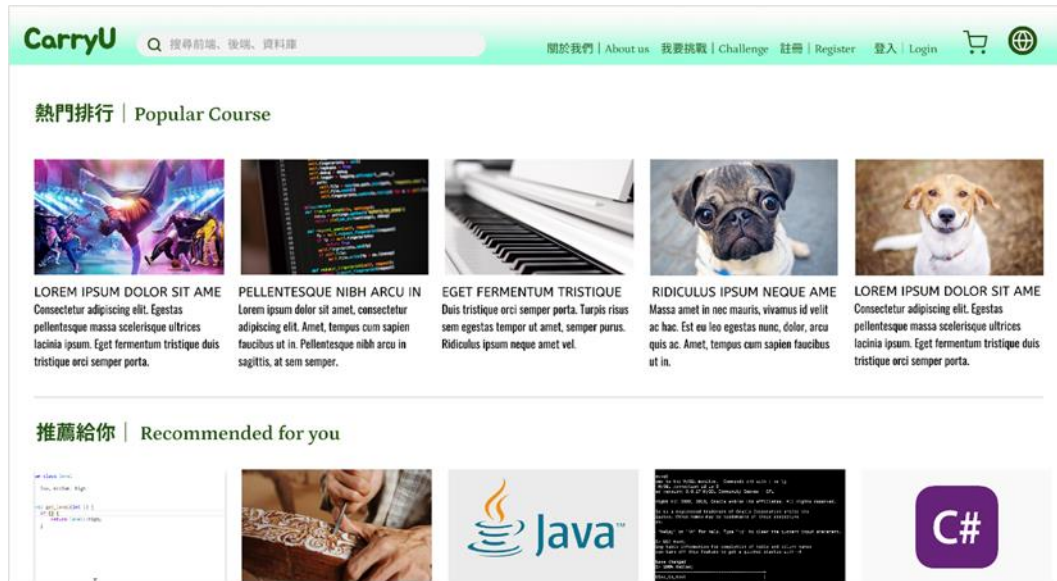 CarryU
搜尋前端、後端、資料庫
關於我們 | About us 我要挑戰 | Challenge 註冊 | Register 登入 | Login
熱門排行 | Popular Course
LOREM IPSUM DOLOR SIT AME
Consectetur adipiscing elit. Egestas
pellentesque massa scelerisque ultrices
lacinia ipsum. Eget fermentum tristique duis
tristique orci semper porta.
PELLENTESQUE NIBH ARCU IN
Lorem ipsum dolor sit amet, consectetur
adipiscing elit. Amet, tempus cum sapien
faucibus ut in. Pellentesque nibh arcu in
sagittis, at sem semper.
EGET FERMENTUM TRISTIQUE
Duis tristique orci semper porta. Turpis risus
sem egestas tempor ut amet, semper purus.
Ridiculus ipsum neque amet vel.
RIDICULUS IPSUM NEQUE AME
Massa amet in nec mauris, vivamus id velit
ac hac. Est eu leo egestas nunc, dolor, arcu
quis ac. Amet, tempus cum sapien faucibus
ut in.
LOREM IPSUM DOLOR SIT AME
Consectetur adipiscing elit. Egestas
pellentesque massa scelerisque ultrices
lacinia ipsum. Eget fermentum tristique duis
tristique orci semper porta.
推薦給你 | Recommended for you
Java™
C#